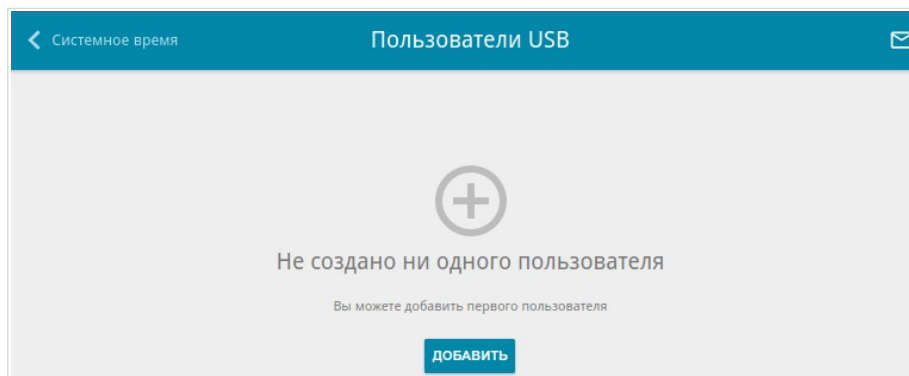 Системное время
Пользователи USB
Не создано ни одного пользователя
Вы можете добавить первого пользователя
ДОБАВИТЬ